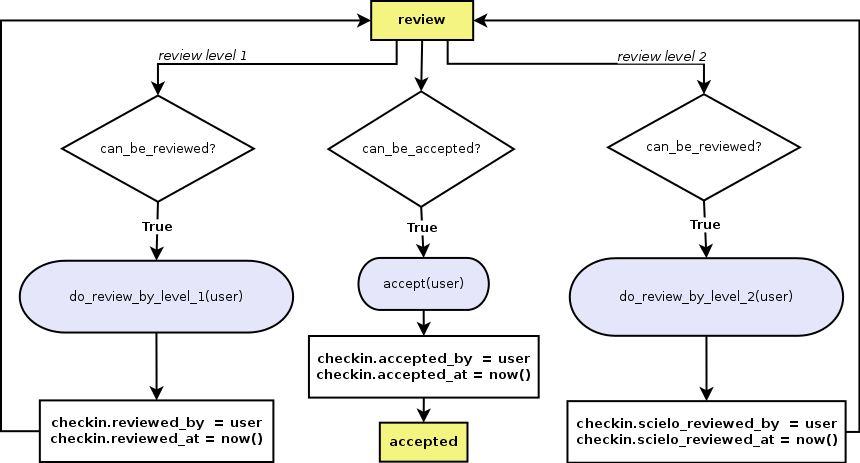 review
review level 1
review level 2
can_be_reviewed?
can_be_accepted?
can_be_reviewed?
True
True
True
do_review_by_level_1(user)
accept(user)
do_review_by_level_2(user)
checkin.accepted_by  = user
checkin.accepted_at = now()
checkin.reviewed_by  = user
checkin.reviewed_at = now()
accepted
checkin.scielo_reviewed_by  = user
checkin.scielo_reviewed_at = now()